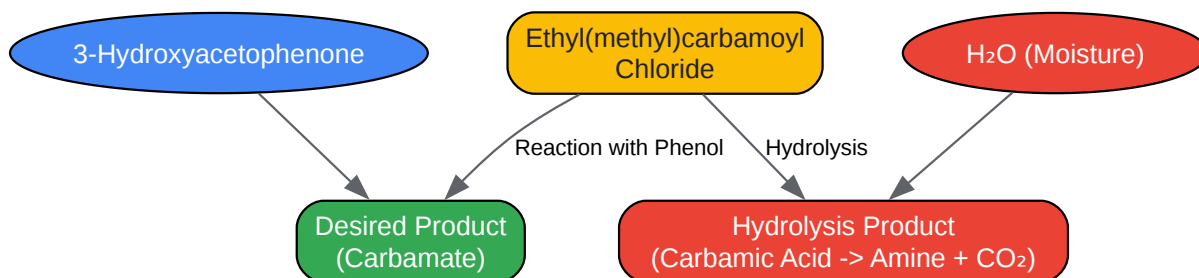 3-Hydroxyacetophenone
Ethyl(methyl)carbamoyl
Chloride
H₂O (Moisture)
Reaction with Phenol
Hydrolysis
Desired Product
(Carbamate)
Hydrolysis Product
(Carbamic Acid -> Amine + CO₂)